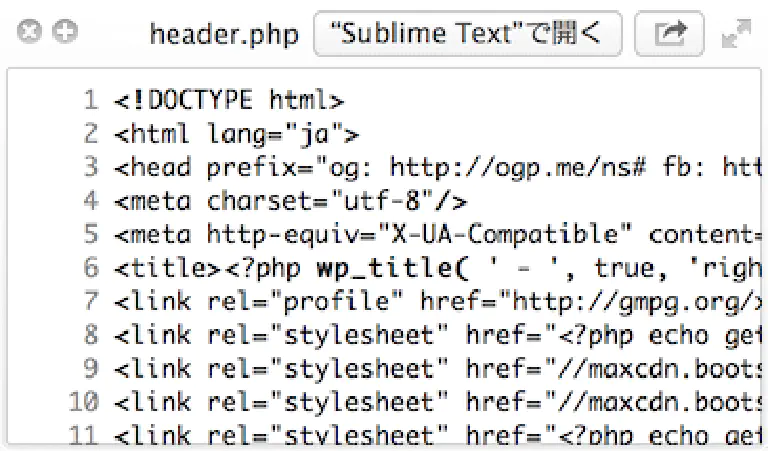 header.php “Sublime Text”で開く
1 <!DOCTYPE html>
2 <html lang="ja">
3 <head prefix="og: http://ogp.me/ns# fb: htt
4 <meta charset="utf-8"/>
5 <meta http-equiv="X-UA-Compatible" content=
6 <title><?php wp_title( ' - ', true, 'righ
7 <link rel="profile" href="http://gmpg.org/x
8 <link rel="stylesheet" href="<?php echo get
9 <link rel="stylesheet" href="//maxcdn.boots
10 <link rel="stylesheet" href="//maxcdn.boots
11 <link rel="stylesheet" href="<?php echo get